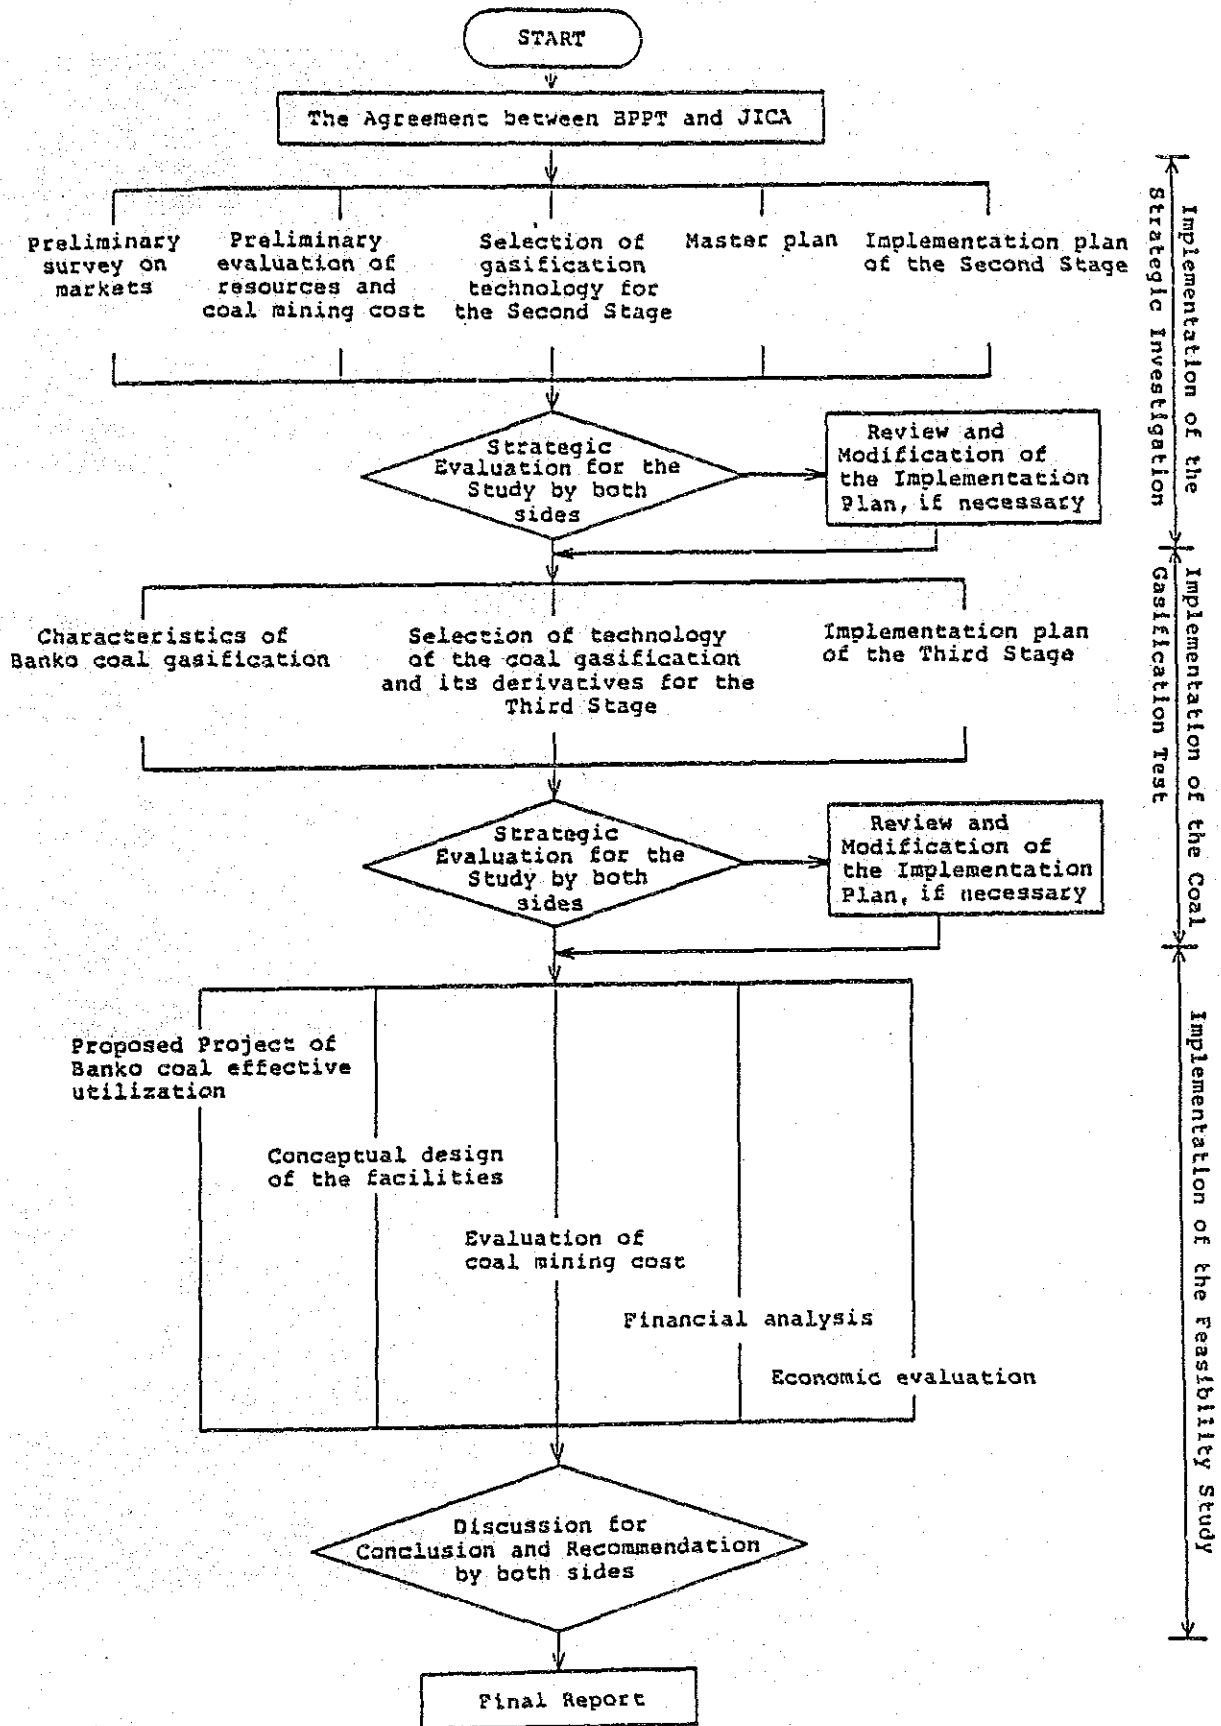 START
The Agreement between BPPT and JICA
Preliminary
survey on
markets
Preliminary
evaluation of
resources and
coal mining cost
Selection of
gasification
technology for
the Second Stage
Master plan
Implementation plan
of the Second Stage
Strategic
Evaluation for the
Study by both
sides
Review and
Modification of
the Implementation
Plan, if necessary
Implementation of the
Strategic Investigation
Characteristics of
Banko coal gasification
Selection of technology
of the coal gasification
and its derivatives for the
Third Stage
Implementation plan
of the Third Stage
Strategic
Evaluation for the
Study by both
sides
Review and
Modification of
the Implementation
Plan, if necessary
Implementation of the Coal
Gasification Test
Proposed Project of
Banko coal effective
utilization
Conceptual design
of the facilities
Evaluation of
coal mining cost
Financial analysis
Economic evaluation
Implementation of the Feasibility Study
Discussion for
Conclusion and Recommendation
by both sides
Final Report